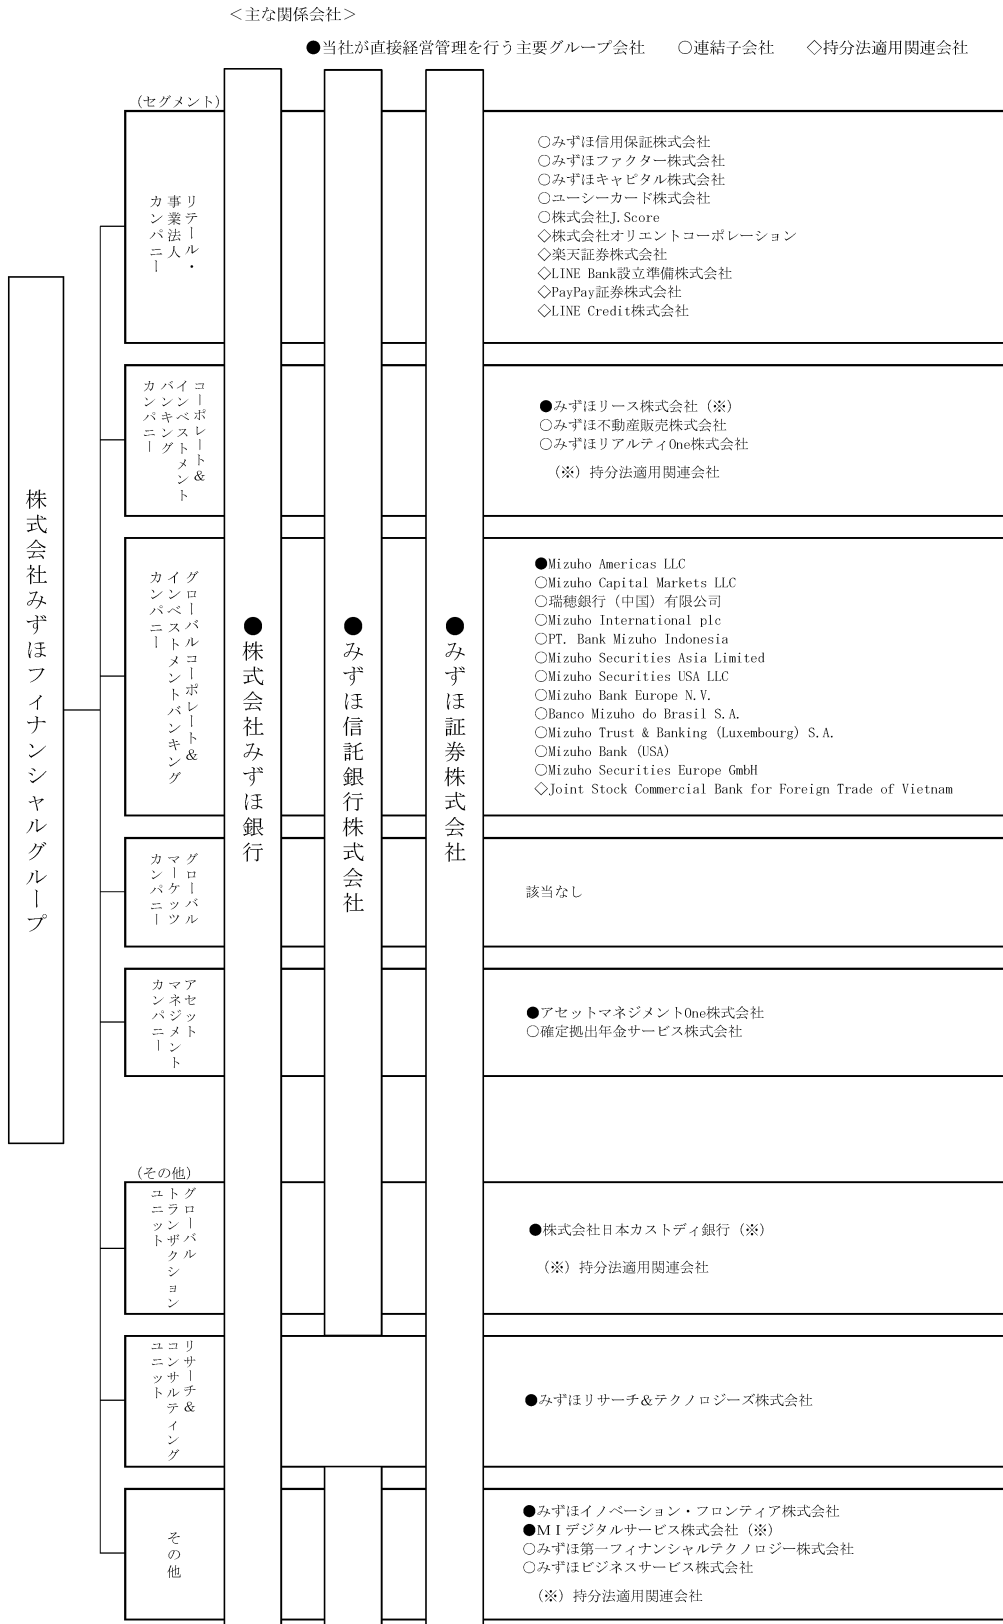 ＜主な関係会社＞
●当社が直接経営管理を行う主要グループ会社　○連結子会社　◇持分法適用関連会社
株式会社みずほフィナンシャルグループ
●株式会社みずほ銀行
●みずほ信託銀行株式会社
●みずほ証券株式会社
(セグメント)
リテール・
事業法人
カンパニー
○みずほ信用保証株式会社
○みずほファクター株式会社
○みずほキャピタル株式会社
○ユーシーカード株式会社
○株式会社J.Score
◇株式会社オリエントコーポレーション
◇楽天証券株式会社
◇LINE Bank設立準備株式会社
◇PayPay証券株式会社
◇LINE Credit株式会社
コーポレート&
インベストメント
バンキング
カンパニー
●みずほリース株式会社（※）
○みずほ不動産販売株式会社
○みずほリアルティOne株式会社
（※）持分法適用関連会社
グローバルコーポレート&
インベストメントバンキング
カンパニー
●Mizuho Americas LLC
○Mizuho Capital Markets LLC
○瑞穂銀行（中国）有限公司
○Mizuho International plc
○PT. Bank Mizuho Indonesia
○Mizuho Securities Asia Limited
○Mizuho Securities USA LLC
○Mizuho Bank Europe N.V.
○Banco Mizuho do Brasil S.A.
○Mizuho Trust & Banking (Luxembourg) S.A.
○Mizuho Bank (USA)
○Mizuho Securities Europe GmbH
◇Joint Stock Commercial Bank for Foreign Trade of Vietnam
グローバル
マーケッツ
カンパニー
該当なし
アセット
マネジメント
カンパニー
●アセットマネジメントOne株式会社
○確定拠出年金サービス株式会社
(その他)
グローバル
トランザクション
ユニット
●株式会社日本カストディ銀行（※）
（※）持分法適用関連会社
リサーチ&
コンサルティング
ユニット
●みずほリサーチ&テクノロジーズ株式会社
その他
●みずほイノベーション・フロンティア株式会社
●ＭＩデジタルサービス株式会社（※）
○みずほ第一フィナンシャルテクノロジー株式会社
○みずほビジネスサービス株式会社
（※）持分法適用関連会社